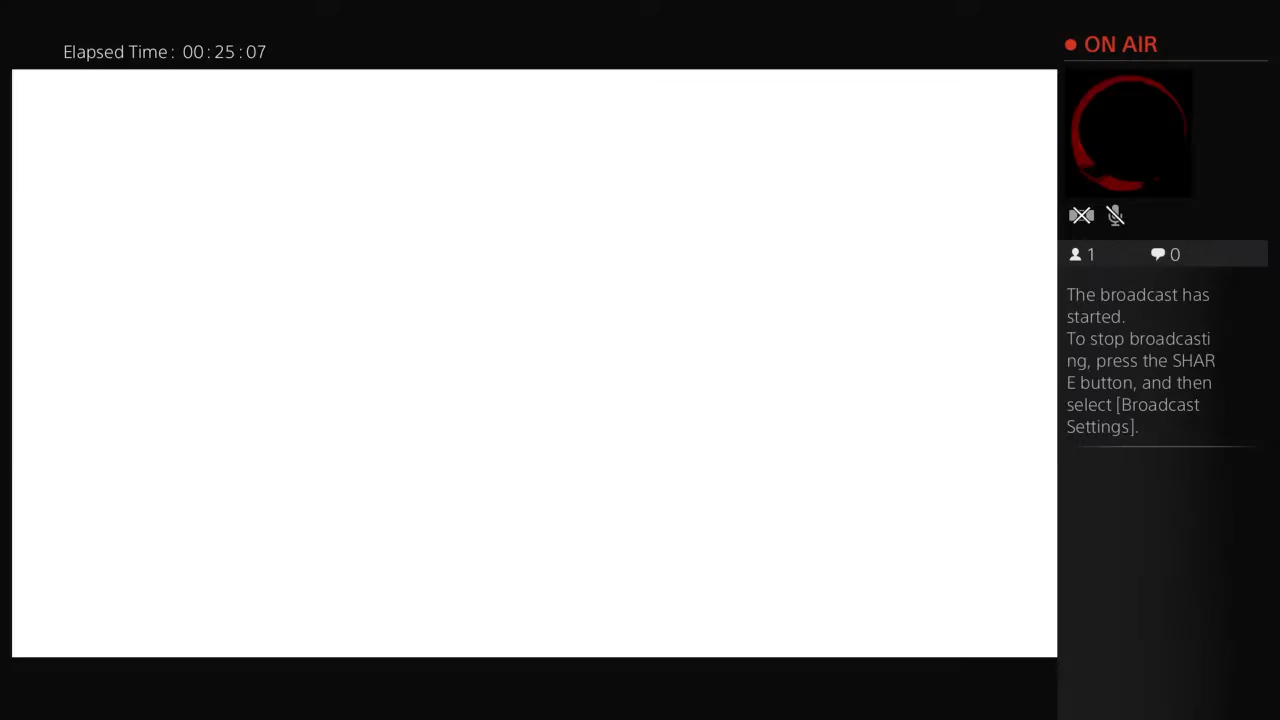 Elapsed Time: 00:25:07
ON AIR
1 0
The broadcast has
started.
To stop broadcasti
ng, press the SHAR
E button, and then
select [Broadcast
Settings].